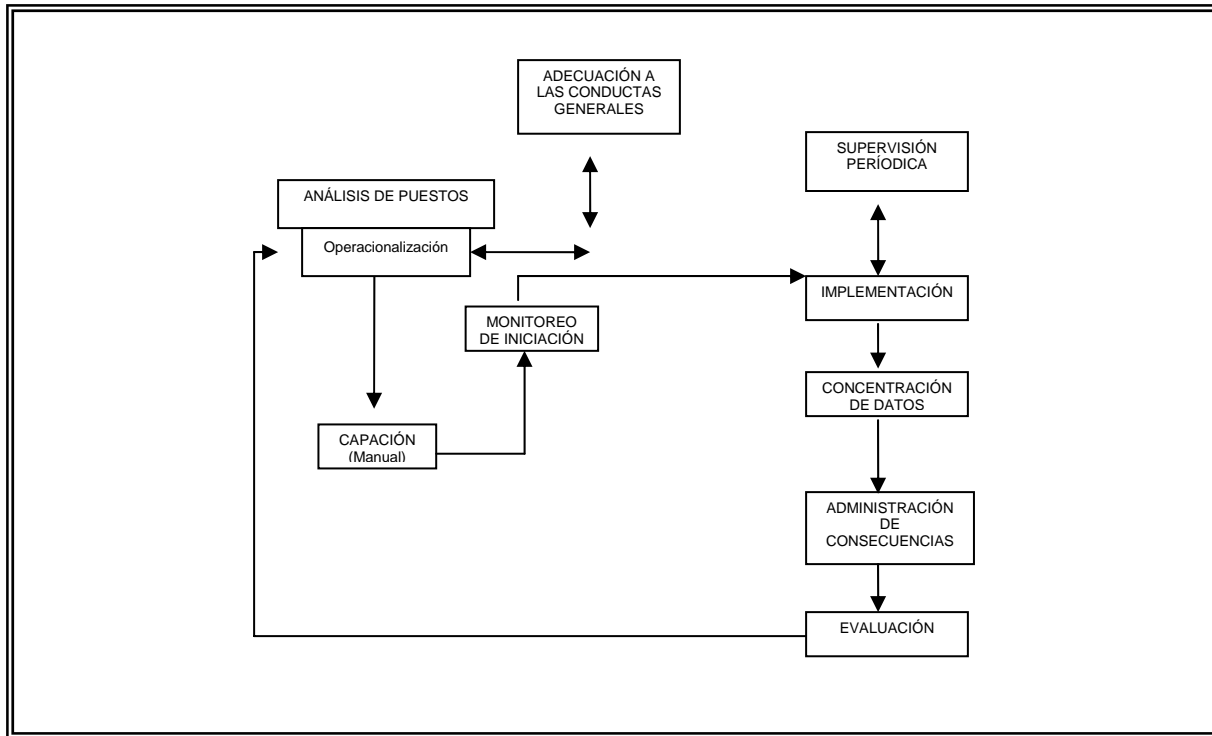 ADECUACIÓN A
LAS CONDUCTAS
GENERALES
SUPERVISIÓN
PERÍODICA
ANÁLISIS DE PUESTOS
Operacionalización
IMPLEMENTACIÓN
MONITOREO
DE INICIACIÓN
CONCENTRACIÓN
DE DATOS
CAPACIÓN
(Manual)
ADMINISTRACIÓN
DE
CONSECUENCIAS
EVALUACIÓN